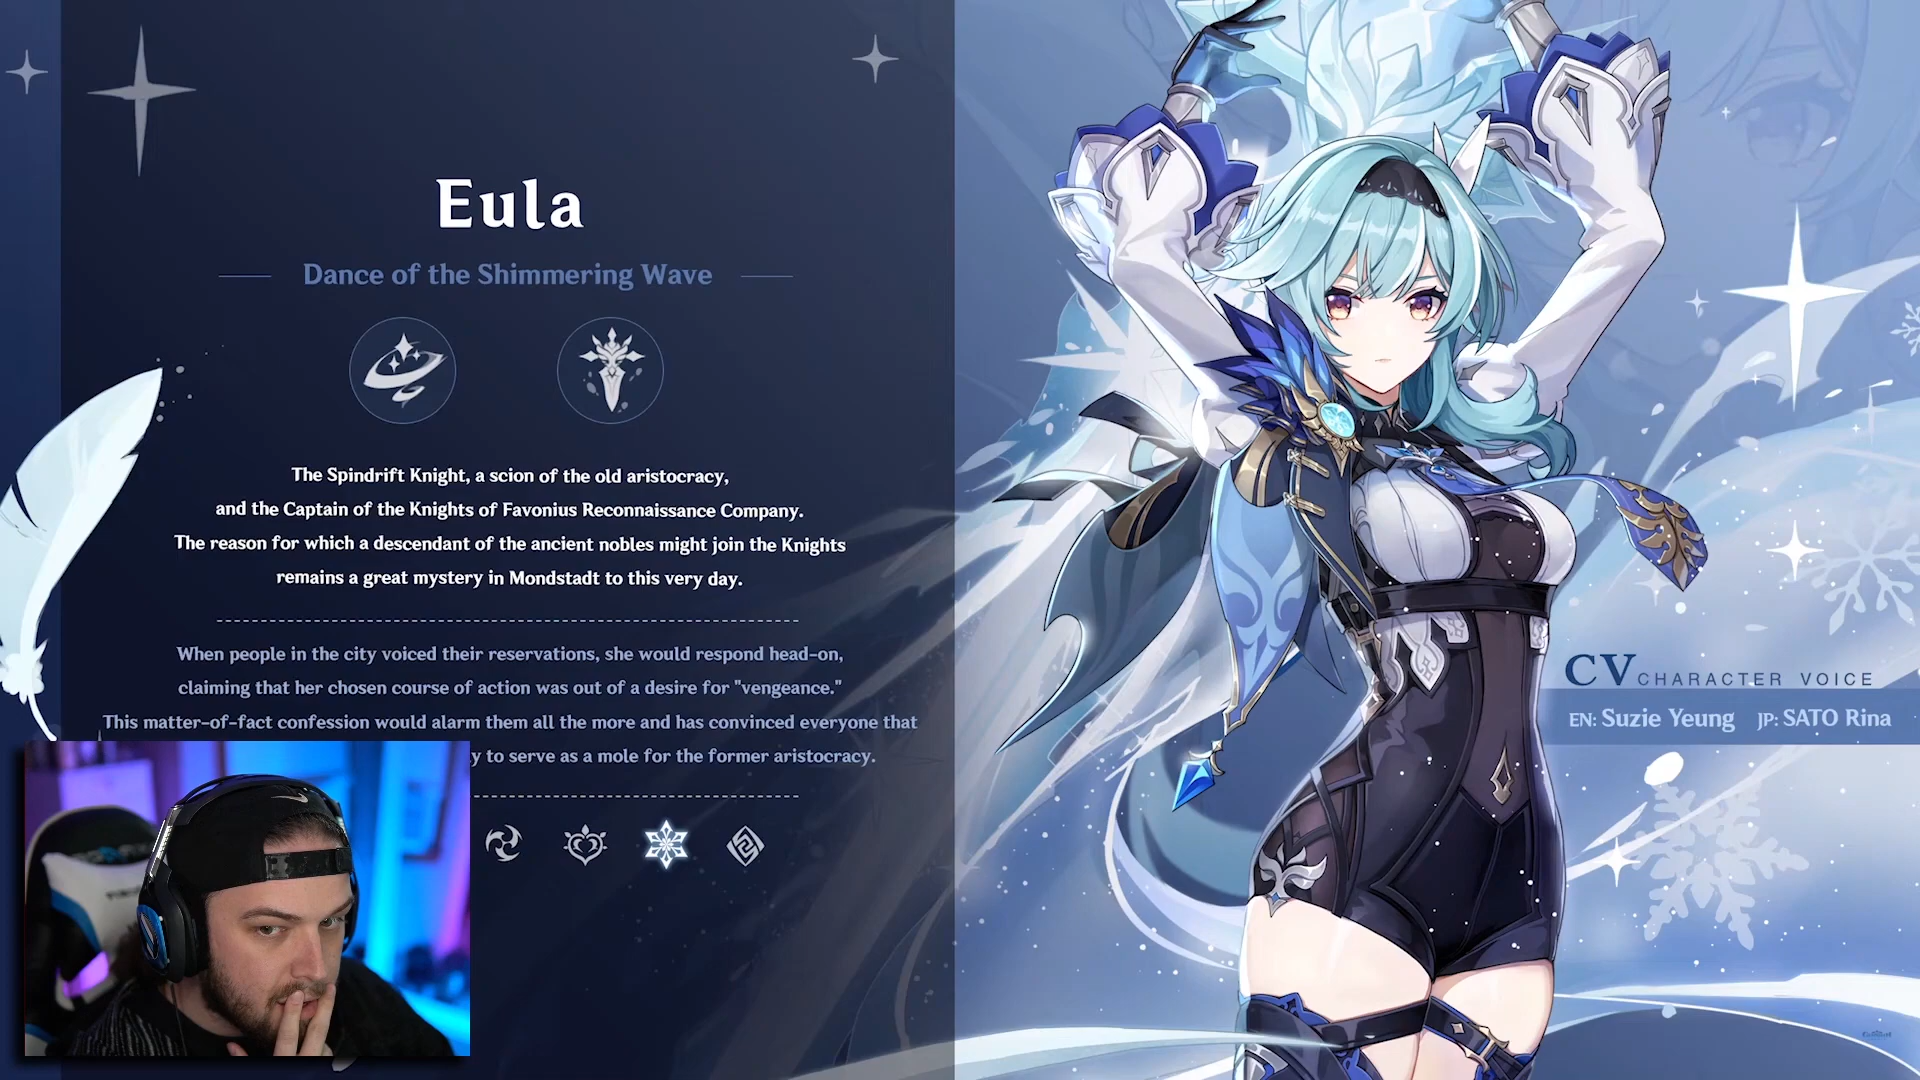 Eula
Dance of the Shimmering Wave
The Spindrift Knight, a scion of the old aristocracy,
and the Captain of the Knights of Favonius Reconnaissance Company.
The reason for which a descendant of the ancient nobles might join the Knights
remains a great mystery in Mondstadt to this very day.
When people in the city voiced their reservations, she would respond head-on,
claiming that her chosen course of action was out of a desire for "vengeance."
This matter-of-fact confession would alarm them all the more and has convinced everyone that
to serve as a mole for the former aristocracy.
CV CHARACTER VOICE
EN: Suzie Yeung JP: SATO Rina